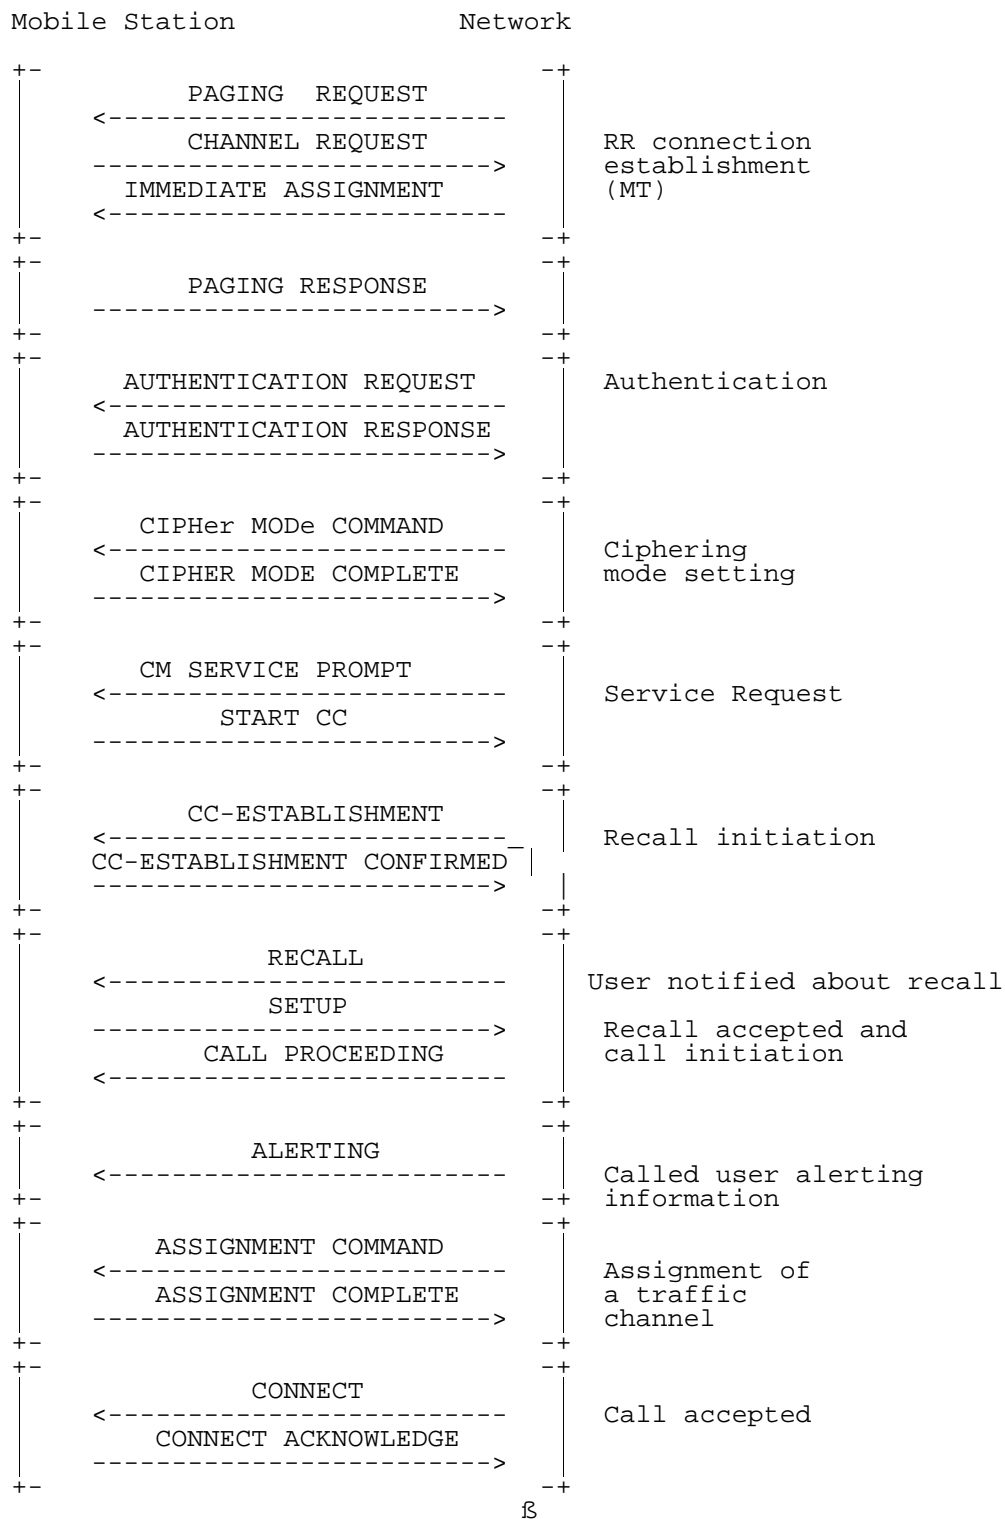 Mobile Station Network
+- -+
PAGING REQUEST
<-------------------------
CHANNEL REQUEST RR connection
-------------------------> establishment
IMMEDIATE ASSIGNMENT (MT)
<-------------------------
+- -+
+- -+
PAGING RESPONSE
------------------------->
+- -+
+- -+
AUTHENTICATION REQUEST Authentication
<-------------------------
AUTHENTICATION RESPONSE
------------------------->
+- -+
+- -+
CIPHer MODe COMMAND
<------------------------- Ciphering
CIPHER MODE COMPLETE mode setting
------------------------->
+- -+
+- -+
CM SERVICE PROMPT
<------------------------- Service Request
START CC
------------------------->
+- -+
+- -+
CC-ESTABLISHMENT
<------------------------- Recall initiation
CC-ESTABLISHMENT CONFIRMED
------------------------->
+- -+
+- -+
RECALL
<------------------------- User notified about recall
SETUP
-------------------------> Recall accepted and
CALL PROCEEDING call initiation
<-------------------------
+- -+
+- -+
ALERTING
<------------------------- Called user alerting
+- -+ information
+- -+
ASSIGNMENT COMMAND
<------------------------- Assignment of
ASSIGNMENT COMPLETE a traffic
-------------------------> channel
+- -+
+- -+
CONNECT
<------------------------- Call accepted
CONNECT ACKNOWLEDGE
------------------------->
+- -+
ß